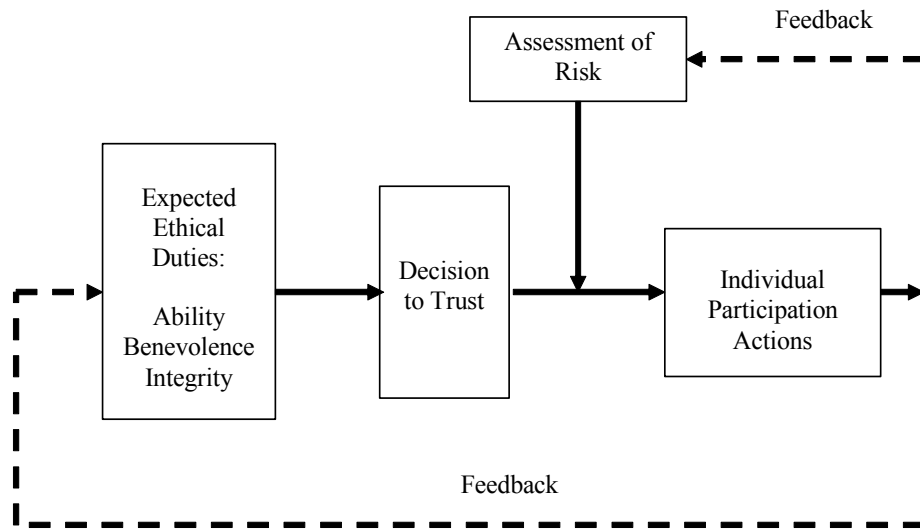 Feedback
Assessment of
Risk
Expected
Ethical
Duties:
Ability
Benevolence
Integrity
Decision
to Trust
Individual
Participation
Actions
Feedback